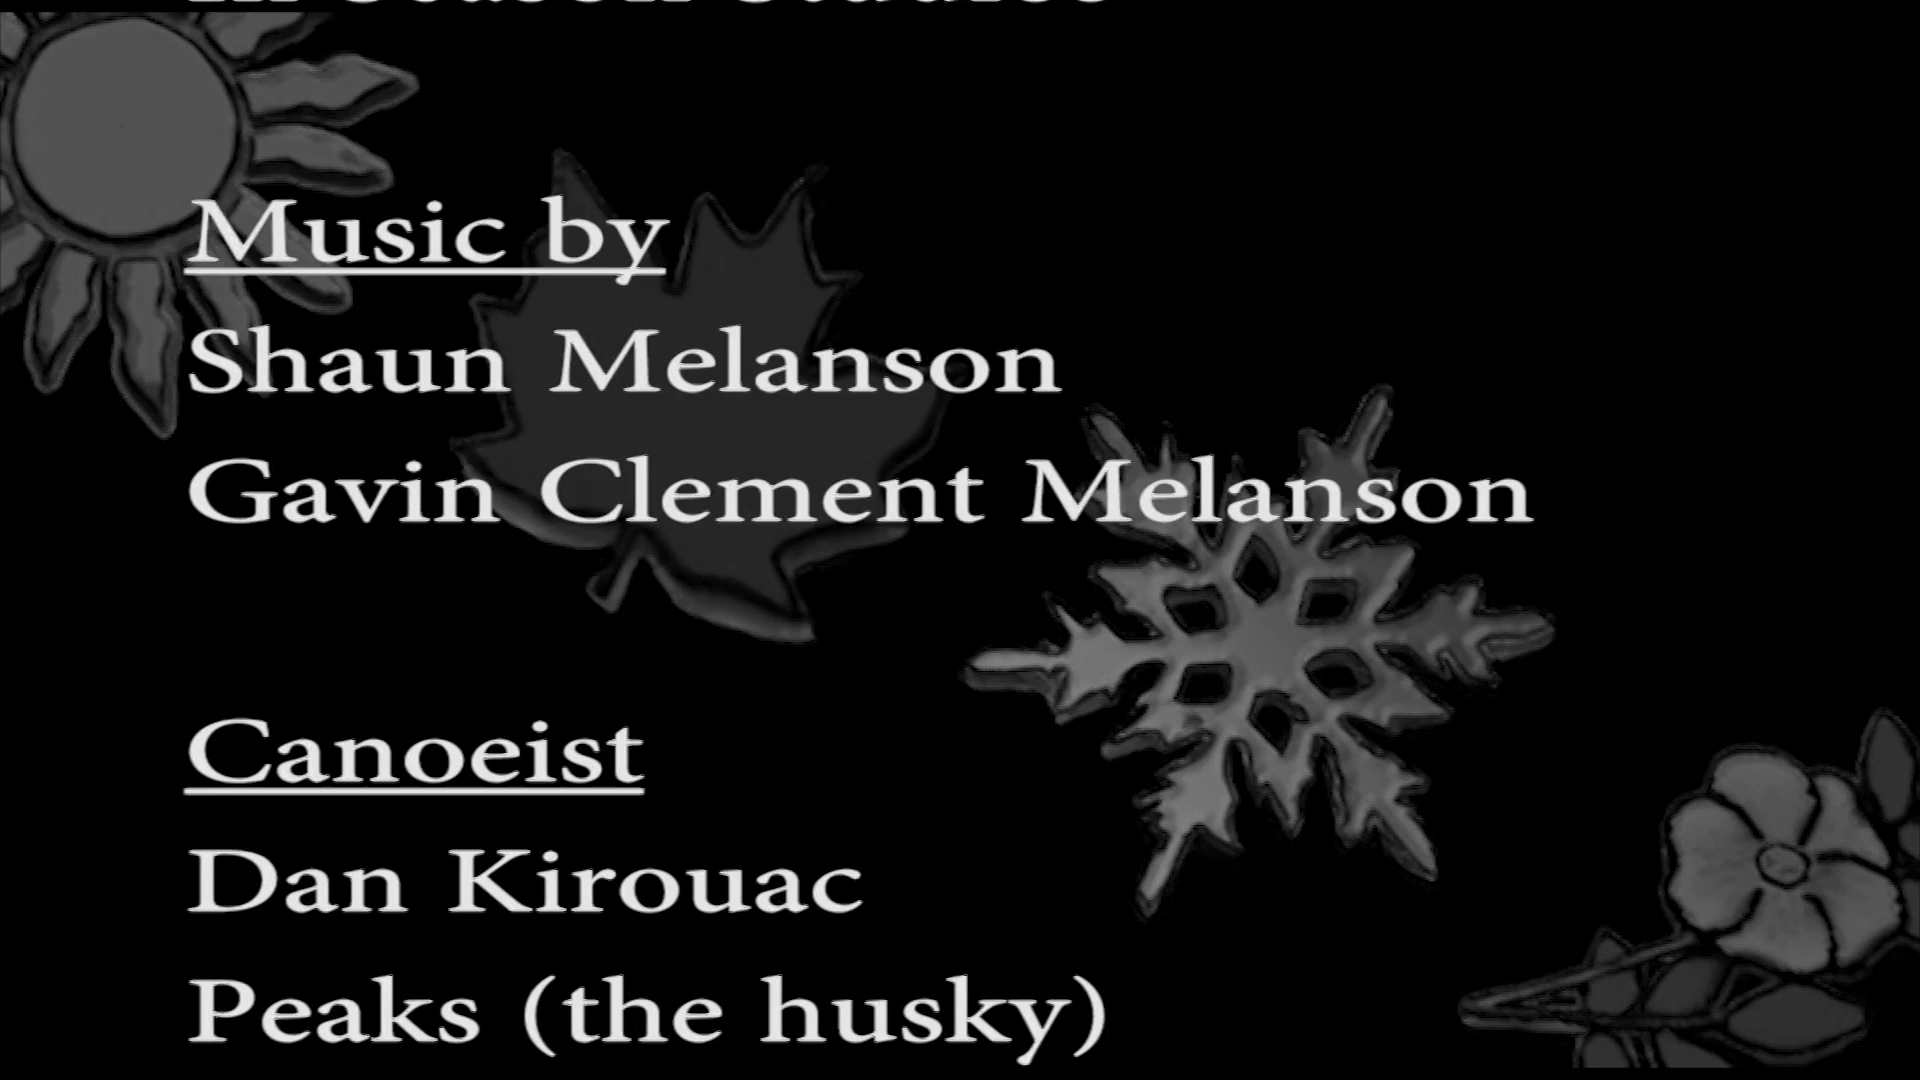 Music by
Shaun Melanson
Gavin Clement Melanson
Canoeist
Dan Kirouac
Peaks (the husky)